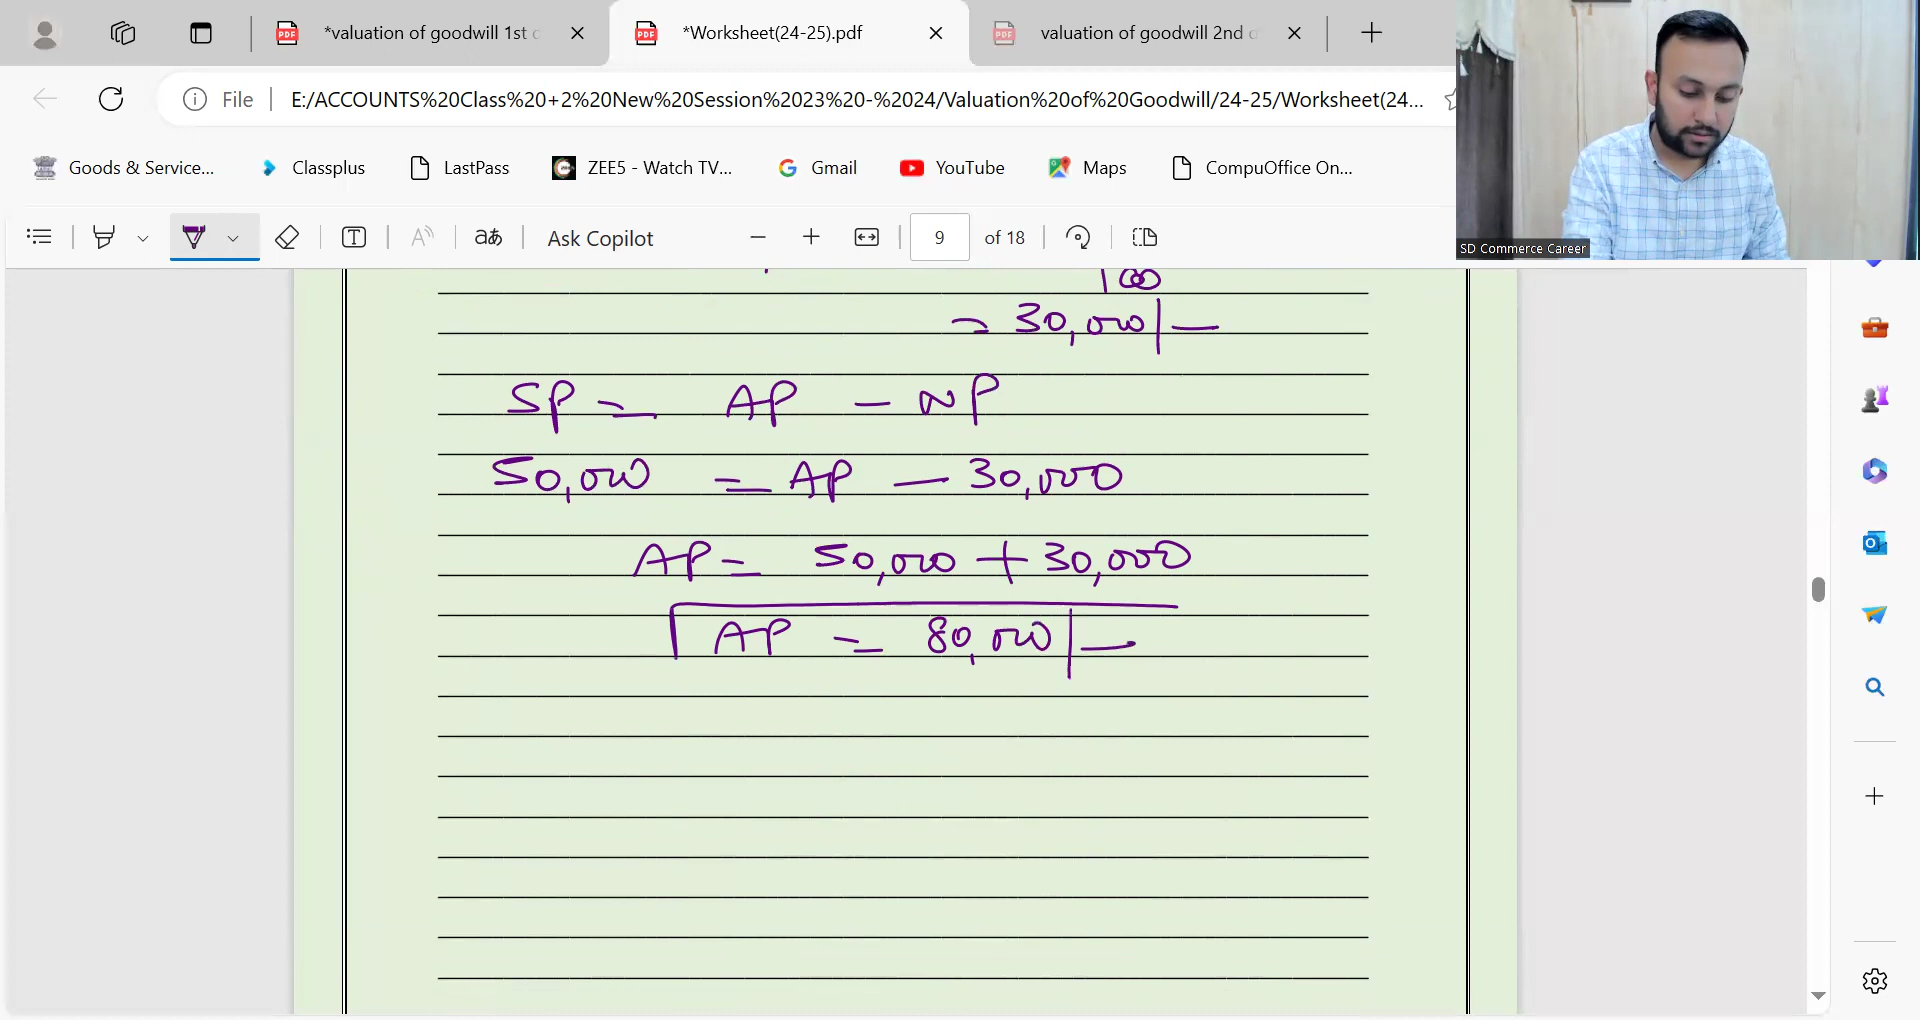 *valuation of goodwill 1st
*Worksheet(24-25).pdf
valuation of goodwill 2nd
File
E:/ACCOUNTS%20Class%20+2%20New%20Session%2023%20-%2024/Valuation%20of%20Goodwill/24-25/Worksheet(24...
Goods & Service...
Classplus
LastPass
ZEE5 - Watch TV...
Gmail
YouTube
Maps
CompuOffice On...
Ask Copilot
9 of 18
SD Commerce Career
100
= 30,000/-
SP = AP - NP
50,000 = AP - 30,000
AP = 50,000 + 30,000
AP = 80,000/-